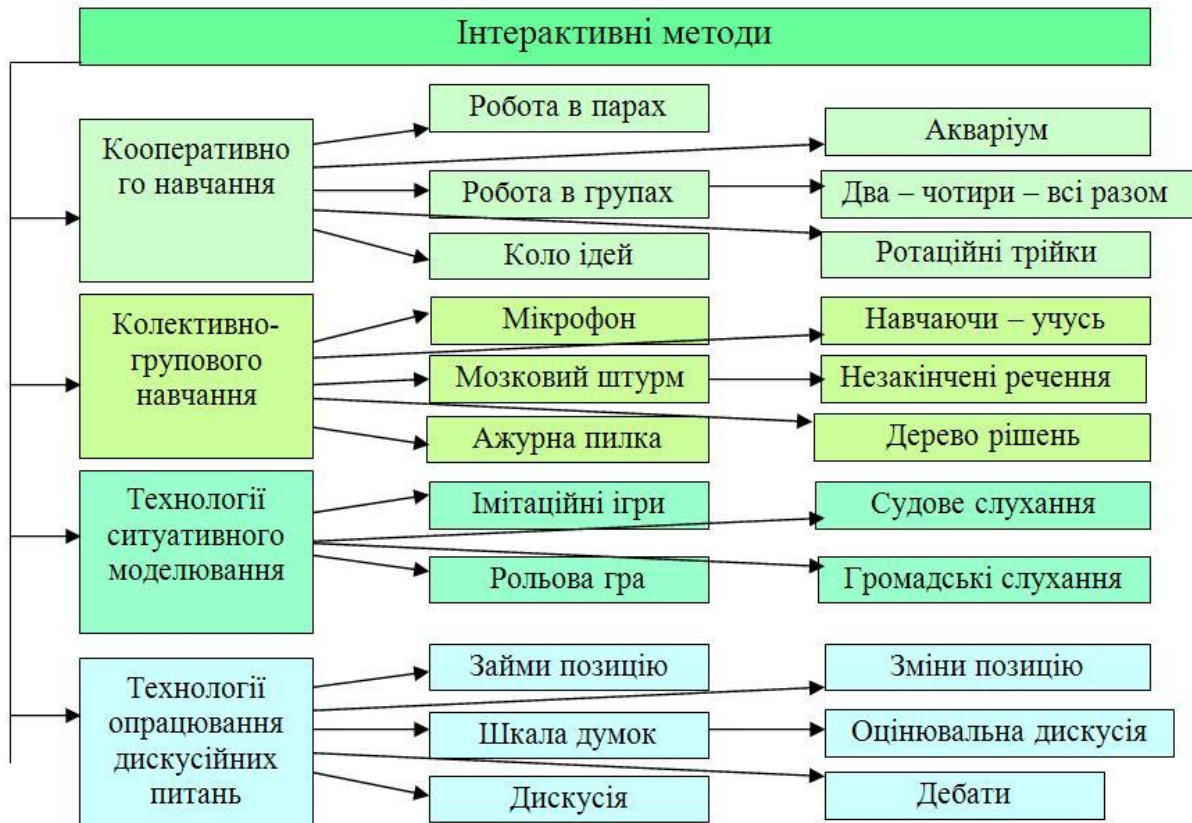 Інтерактивні методи
Кооперативно
го навчання
Робота в парах
Акваріум
Робота в групах
Два – чотири – всі разом
Коло ідей
Ротаційні трійки
Колективно-
групового
навчання
Мікрофон
Навчаючи – учусь
Мозковий штурм
Незакінчені речення
Ажурна пилка
Дерево рішень
Технології
ситуативного
моделювання
Імітаційні ігри
Судове слухання
Рольова гра
Громадські слухання
Технології
опрацювання
дискусійних
питань
Займи позицію
Зміни позицію
Шкала думок
Оцінювальна дискусія
Дискусія
Дебати